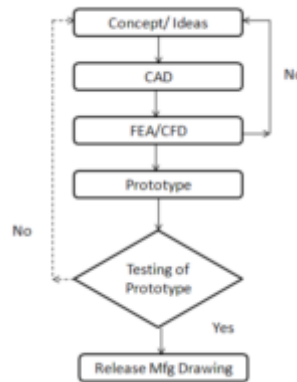 Concept/ Ideas
No
CAD
FEA/CFD
Prototype
No
Testing of
Prototype
Yes
Release Mfg Drawing